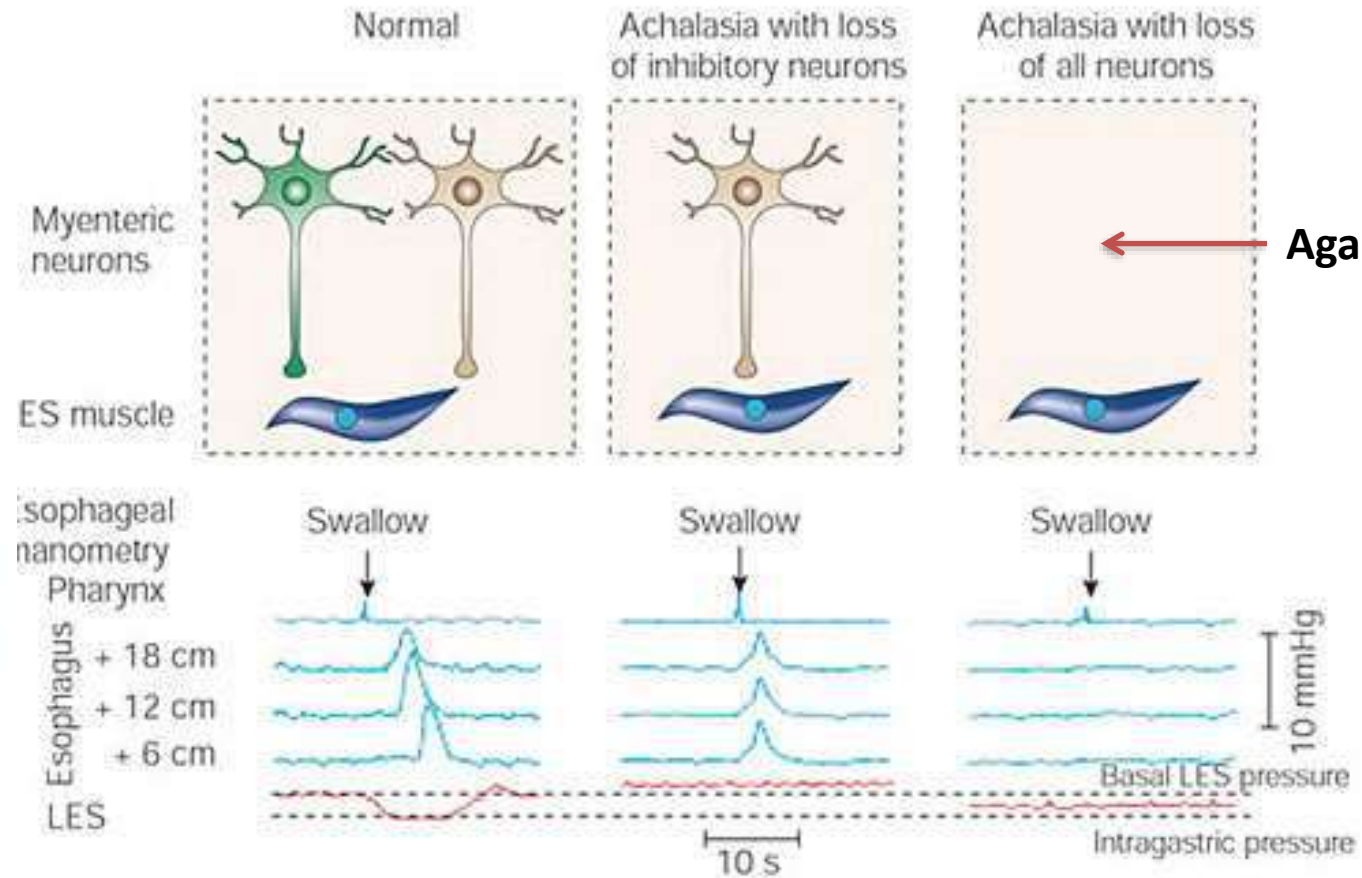 Normal
Achalasia with loss
of inhibitory neurons
Achalasia with loss
of all neurons
Myenteric
neurons
Aga
ES muscle
sophageal
manometry
Pharynx
Swallow
Swallow
Swallow
Esophagus
+ 18 cm
+ 12 cm
+ 6 cm
LES
10 mmHg
Basal LES pressure
Intragastric pressure
10 s